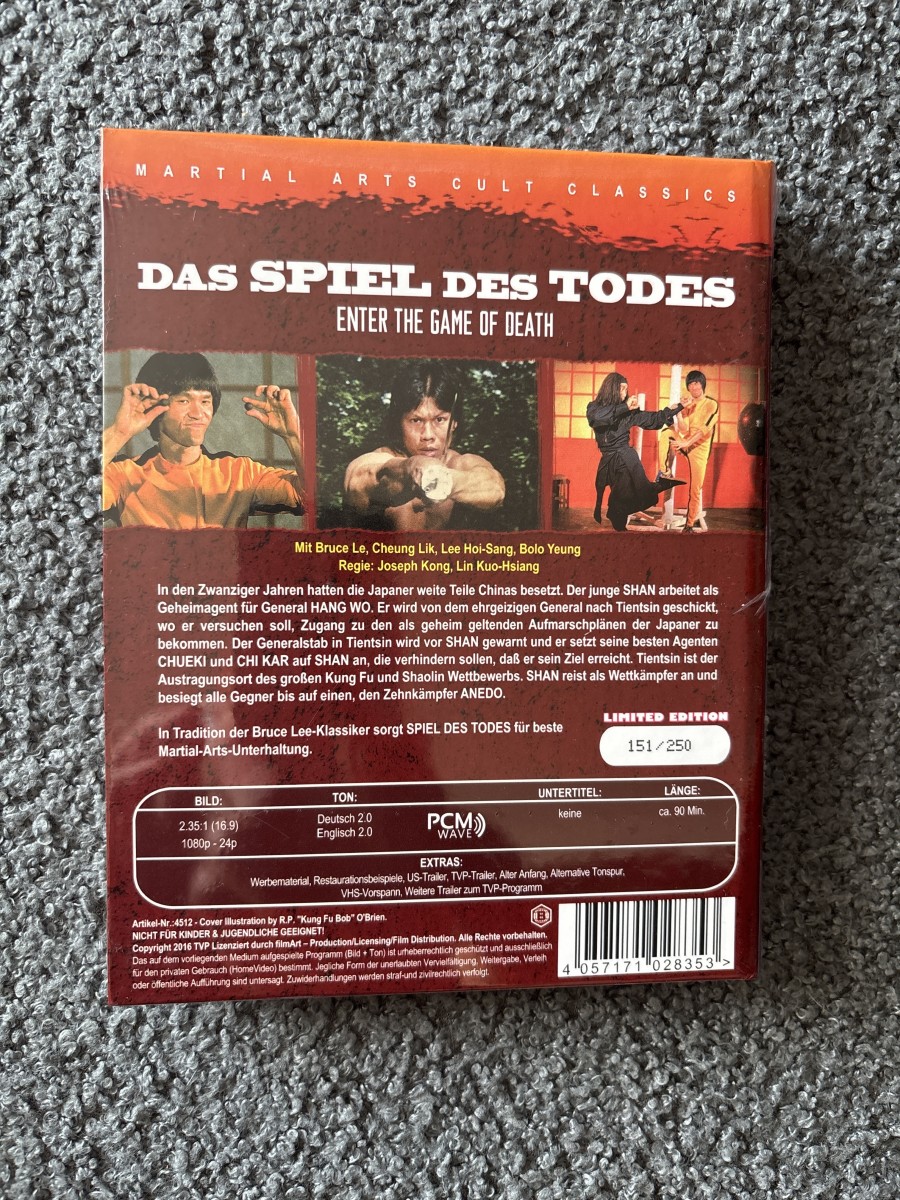 MARTIAL ARTS CULT CLASSICS
DAS SPIEL DES TODES
ENTER THE GAME OF DEATH
Mit Bruce Le, Cheung Lik, Lee Hoi-Sang, Bolo Yeung
Regie: Joseph Kong, Lin Kuo-Hsiang
In den Zwanziger Jahren hatten die Japaner weite Teile Chinas besetzt. Der junge SHAN arbeitet als
Geheimagent für General HANG WO. Er wird von dem ehrgeizigen General nach Tientsin geschickt,
wo er versuchen soll, Zugang zu den als geheim geltenden Aufmarschplänen der Japaner zu
bekommen. Der Generalstab in Tientsin wird vor SHAN gewarnt und er setzt seine besten Agenten
CHUEKI und CHI KAR auf SHAN an, die verhindern sollen, daß er sein Ziel erreicht. Tientsin ist der
Austragungsort des großen Kung Fu und Shaolin Wettbewerbs. SHAN reist als Wettkämpfer an und
besiegt alle Gegner bis auf einen, den Zehnkämpfer ANEDO.
In Tradition der Bruce Lee-Klassiker sorgt SPIEL DES TODES für beste
Martial-Arts-Unterhaltung.
LIMITED EDITION
151/250
BILD: TON: UNTERTITEL: LÄNGE:
2.35:1 (16.9) Deutsch 2.0 PCM keine ca. 90 Min.
1080p - 24p Englisch 2.0 WAVE
EXTRAS:
Werbematerial, Restaurationsbeispiele, US-Trailer, TVP-Trailer, Alter Anfang, Alternative Tonspur,
VHS-Vorspann, Weitere Trailer zum TVP-Programm
Artikel-Nr.:4512 - Cover Illustration by R.P. "Kung Fu Bob" O'Brien.
NICHT FÜR KINDER & JUGENDLICHE GEEIGNET!
Copyright 2016 TVP Lizenziert durch filmArt – Production/Licensing/Film Distribution. Alle Rechte vorbehalten.
Das auf dem vorliegenden Medium aufgespielte Programm (Bild + Ton) ist urheberrechtlich geschützt und ausschließlich
für den privaten Gebrauch (HomeVideo) bestimmt. Jegliche Form der unerlaubten Vervielfältigung, Weitergabe, Verleih
oder öffentliche Aufführung sind untersagt. Zuwiderhandlungen werden straf-und zivilrechtlich verfolgt.
4 057171 028353 >